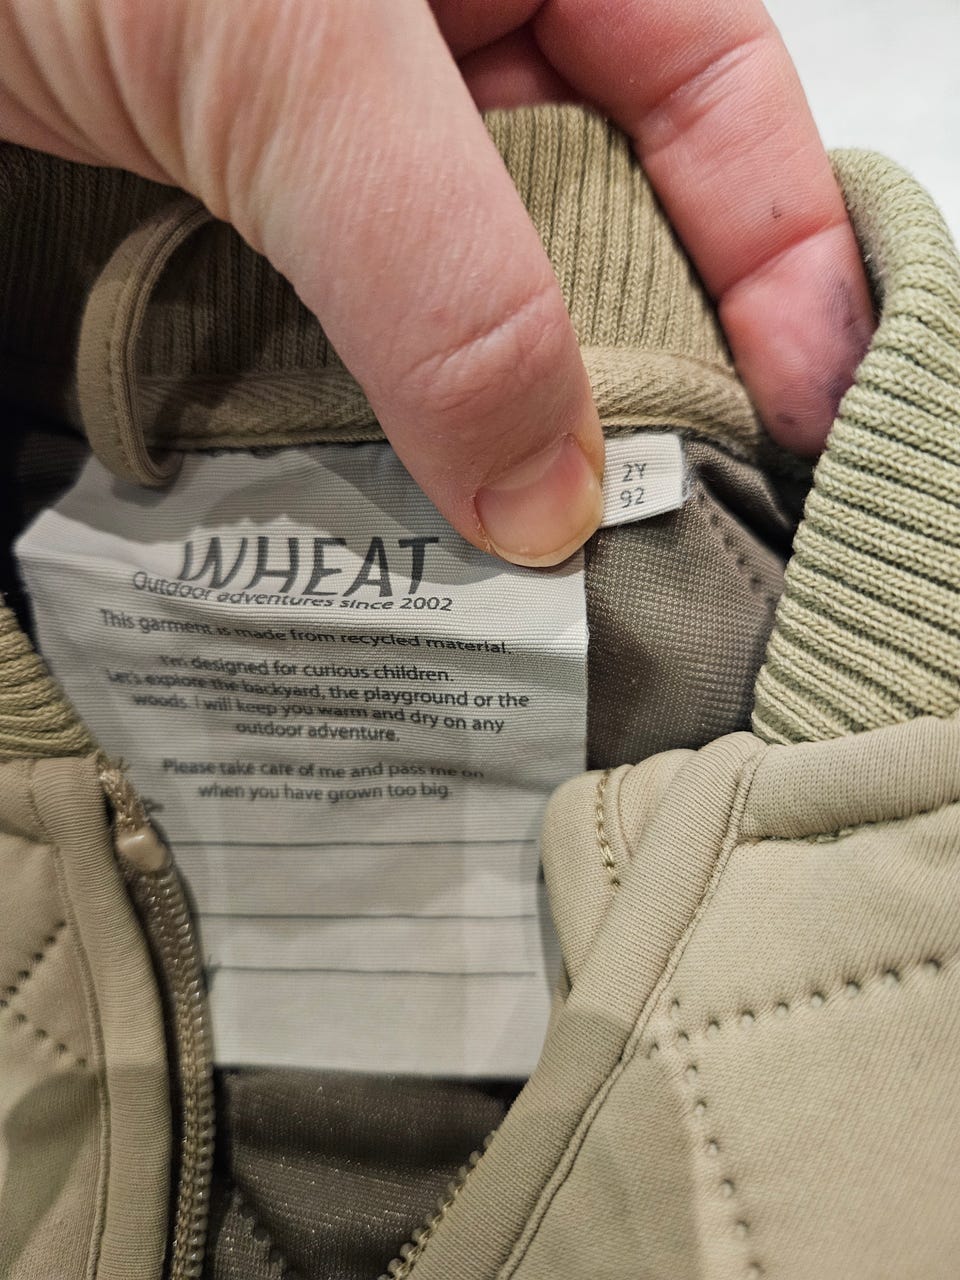 2Y
92
WHEAT
Outdoor adventures since 2002
This garment is made from recycled material.
I'm designed for curious children.
Let's explore the backyard, the playground or the
woods. I will keep you warm and dry on any
outdoor adventure.
Please take care of me and pass me on
when you have grown too big.